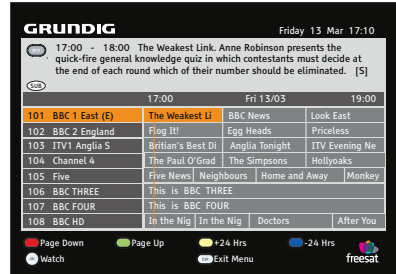 GRUNDIG Friday 13 Mar 17:10
17:00 - 18:00 The Weakest Link. Anne Robinson presents the
quick-fire general knowledge quiz in which contestants must decide at
the end of each round which of their number should be eliminated. [S]
SUB
17:00 Fri 13/03 19:00
101 BBC 1 East (E) The Weakest Li BBC News Look East
102 BBC 2 England Flog It! Egg Heads Priceless
103 ITV1 Anglia S Britian's Best Di Anglia Tonight ITV Evening Ne
104 Channel 4 The Paul O'Grad The Simpsons Hollyoaks
105 Five Five News Neighbours Home and Away Monkey
106 BBC THREE This is BBC THREE
107 BBC FOUR This is BBC FOUR
108 BBC HD In the Nig In the Nig Doctors After You
Page Down Page Up +24 Hrs -24 Hrs
Watch Exit Menu freesat